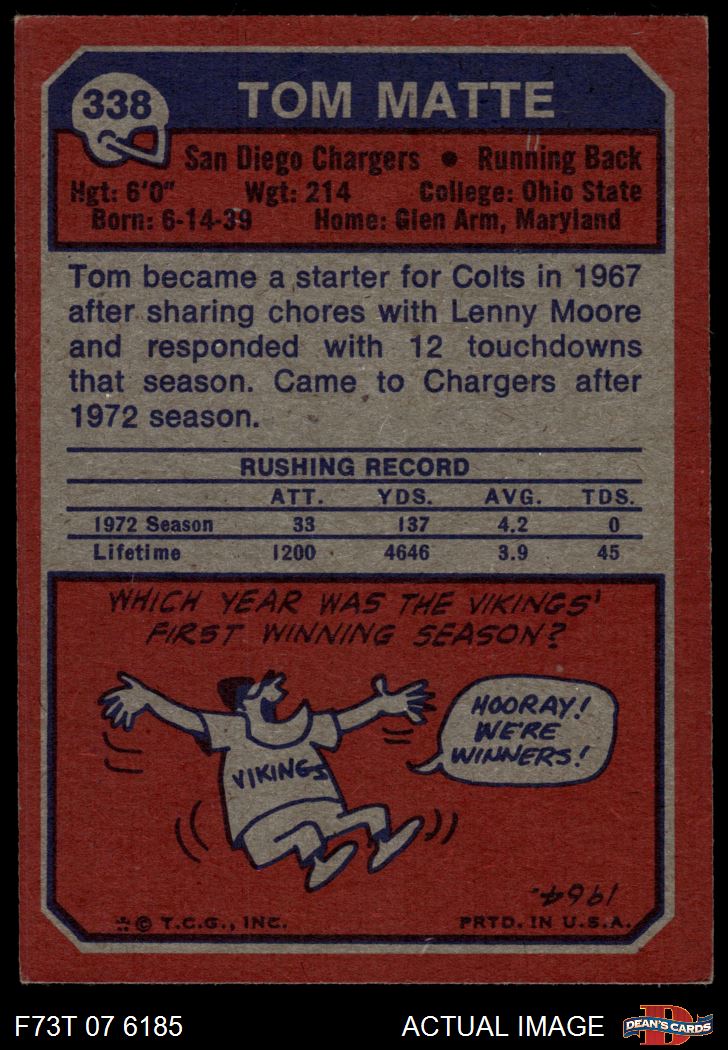 338
TOM MATTE
San Diego Chargers • Running Back
Hgt: 6'0" Wgt: 214 College: Ohio State
Born: 6-14-39 Home: Glen Arm, Maryland
Tom became a starter for Colts in 1967
after sharing chores with Lenny Moore
and responded with 12 touchdowns
that season. Came to Chargers after
1972 season.
RUSHING RECORD
ATT. YDS. AVG. TDS.
1972 Season 33 137 4.2 0
Lifetime 1200 4646 3.9 45
WHICH YEAR WAS THE VIKINGS'
FIRST WINNING SEASON?
HOORAY!
WE'RE
WINNERS!
VIKINGS
1964.
** © T.C.G., INC. PRTD. IN U.S.A.
F73T 07 6185 ACTUAL IMAGE
D
DEAN'S CARDS